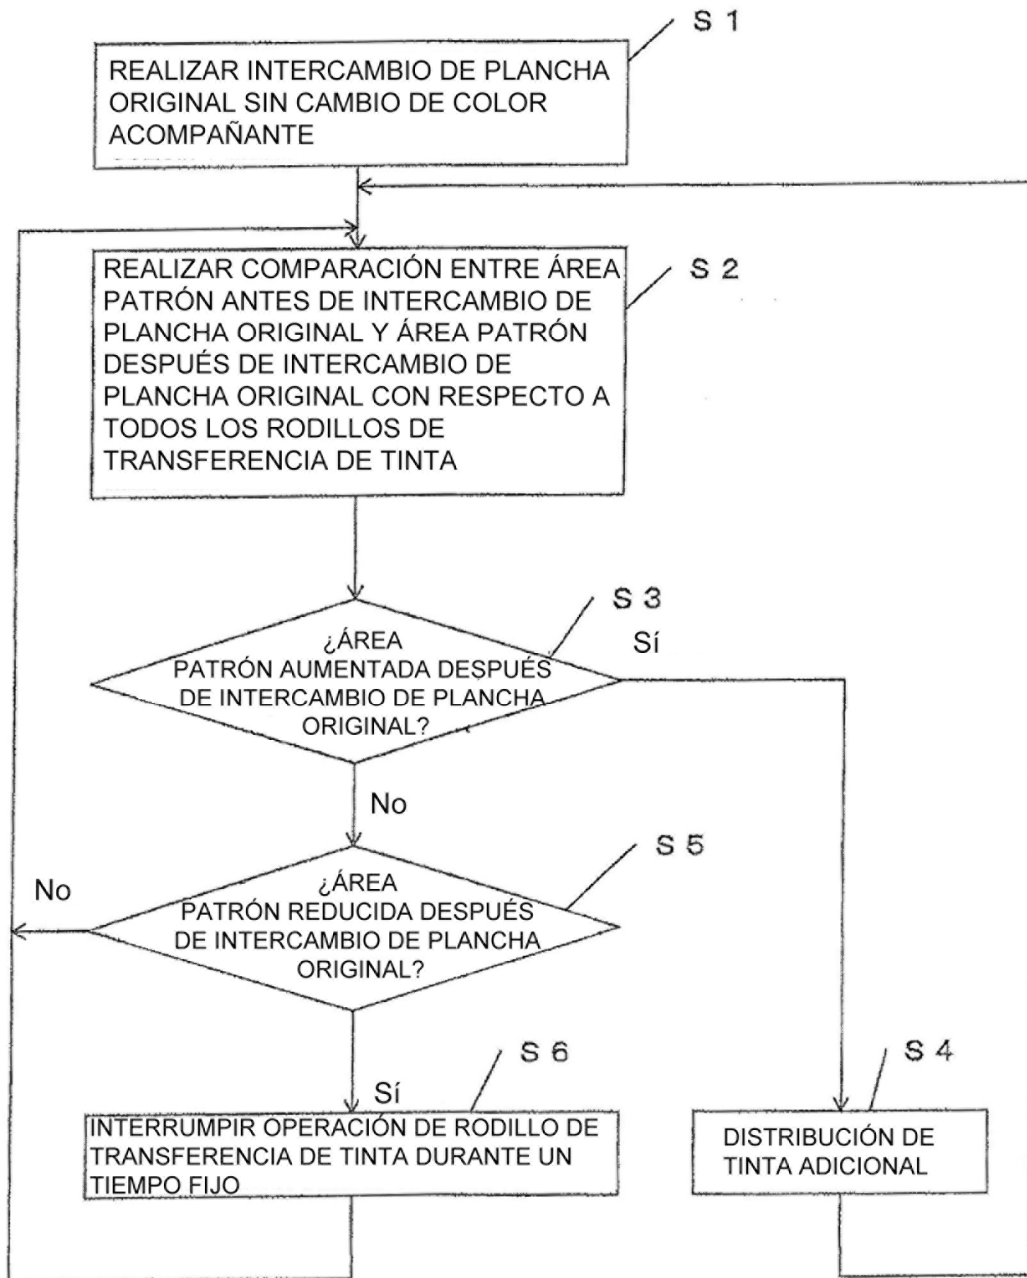 S 1
REALIZAR INTERCAMBIO DE PLANCHA
ORIGINAL SIN CAMBIO DE COLOR
ACOMPAÑANTE
S 2
REALIZAR COMPARACIÓN ENTRE ÁREA
PATRÓN ANTES DE INTERCAMBIO DE
PLANCHA ORIGINAL Y ÁREA PATRÓN
DESPUÉS DE INTERCAMBIO DE
PLANCHA ORIGINAL CON RESPECTO A
TODOS LOS RODILLOS DE
TRANSFERENCIA DE TINTA
S 3
Sí
¿ÁREA
PATRÓN AUMENTADA DESPUÉS
DE INTERCAMBIO DE PLANCHA
ORIGINAL?
No
S 5
No
¿ÁREA
PATRÓN REDUCIDA DESPUÉS
DE INTERCAMBIO DE PLANCHA
ORIGINAL?
S 6
Sí
INTERRUMPIR OPERACIÓN DE RODILLO DE
TRANSFERENCIA DE TINTA DURANTE UN
TIEMPO FIJO
S 4
DISTRIBUCIÓN DE
TINTA ADICIONAL